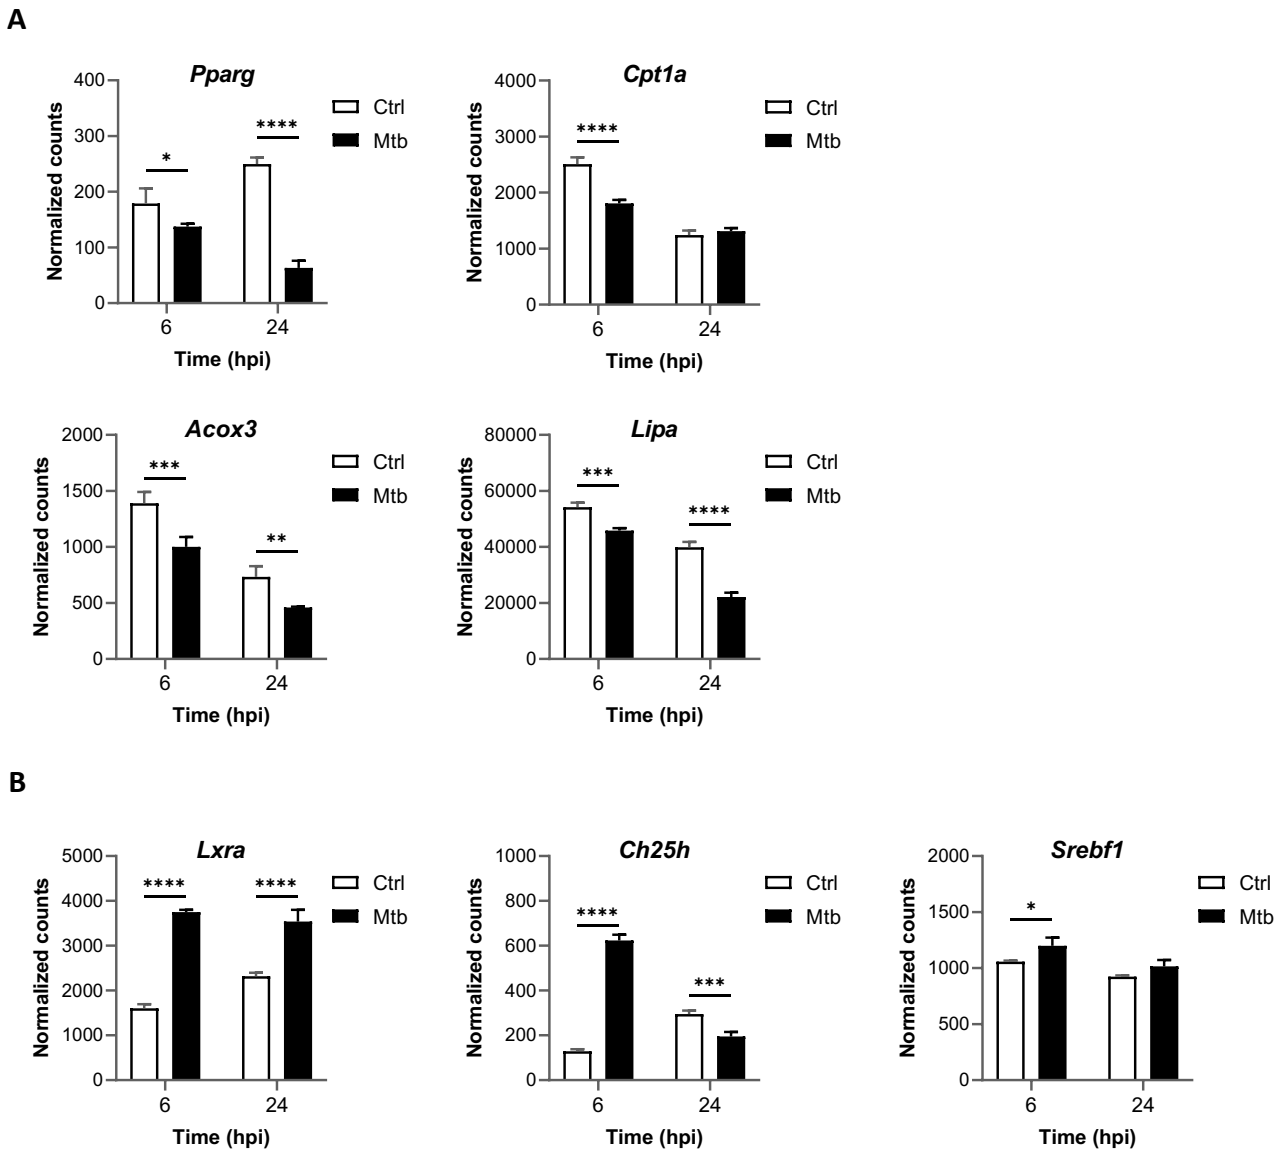 A
Pparg
400
300
200
100
0
Normalized counts
*
****
6
24
Time (hpi)
Ctrl
Mtb
Cpt1a
4000
3000
2000
1000
0
Normalized counts
****
6
24
Time (hpi)
Ctrl
Mtb
Acox3
2000
1500
1000
500
0
Normalized counts
***
**
6
24
Time (hpi)
Ctrl
Mtb
Lipa
80000
60000
40000
20000
0
Normalized counts
***
****
6
24
Time (hpi)
Ctrl
Mtb
B
Lxra
5000
4000
3000
2000
1000
0
Normalized counts
****
****
6
24
Time (hpi)
Ctrl
Mtb
Ch25h
1000
800
600
400
200
0
Normalized counts
****
***
6
24
Time (hpi)
Ctrl
Mtb
Srebf1
2000
1500
1000
500
0
Normalized counts
*
6
24
Time (hpi)
Ctrl
Mtb